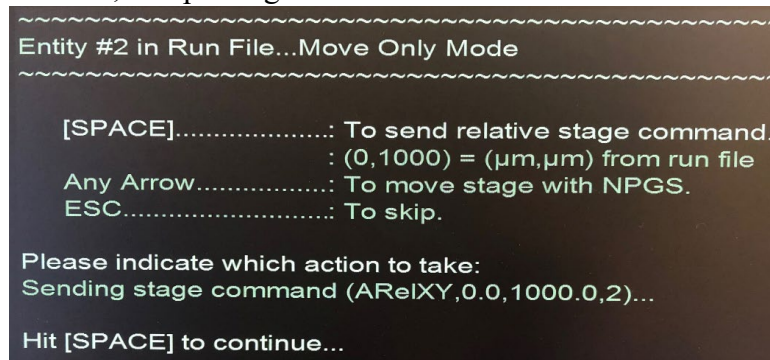 ~~~~~~~~~~~~~~~~~~~~~~~~~~~~~~~~~~~~~~~~~~~~~~~~
Entity #2 in Run File...Move Only Mode
~~~~~~~~~~~~~~~~~~~~~~~~~~~~~~~~~~~~~~~~~~~~~~~~
[SPACE].....................: To send relative stage command.
: (0,1000) = (µm,µm) from run file
Any Arrow..................: To move stage with NPGS.
ESC............................: To skip.
Please indicate which action to take:
Sending stage command (ARelXY,0.0,1000.0,2)...
Hit [SPACE] to continue...